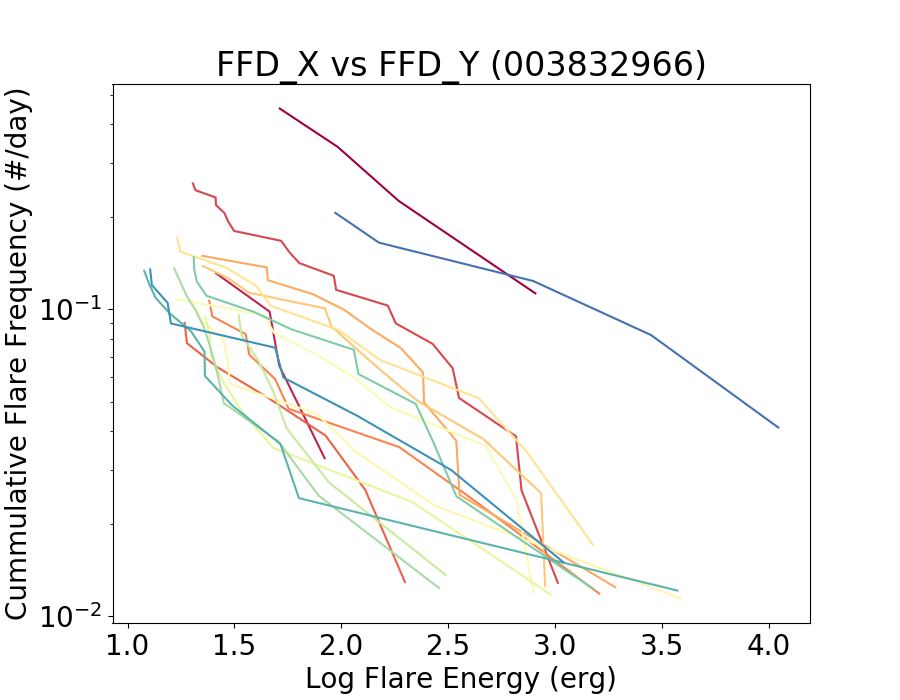 FFD_X vs FFD_Y (003832966)
Cummulative Flare Frequency (#/day)
10⁻¹
10⁻²
1.0 1.5 2.0 2.5 3.0 3.5 4.0
Log Flare Energy (erg)